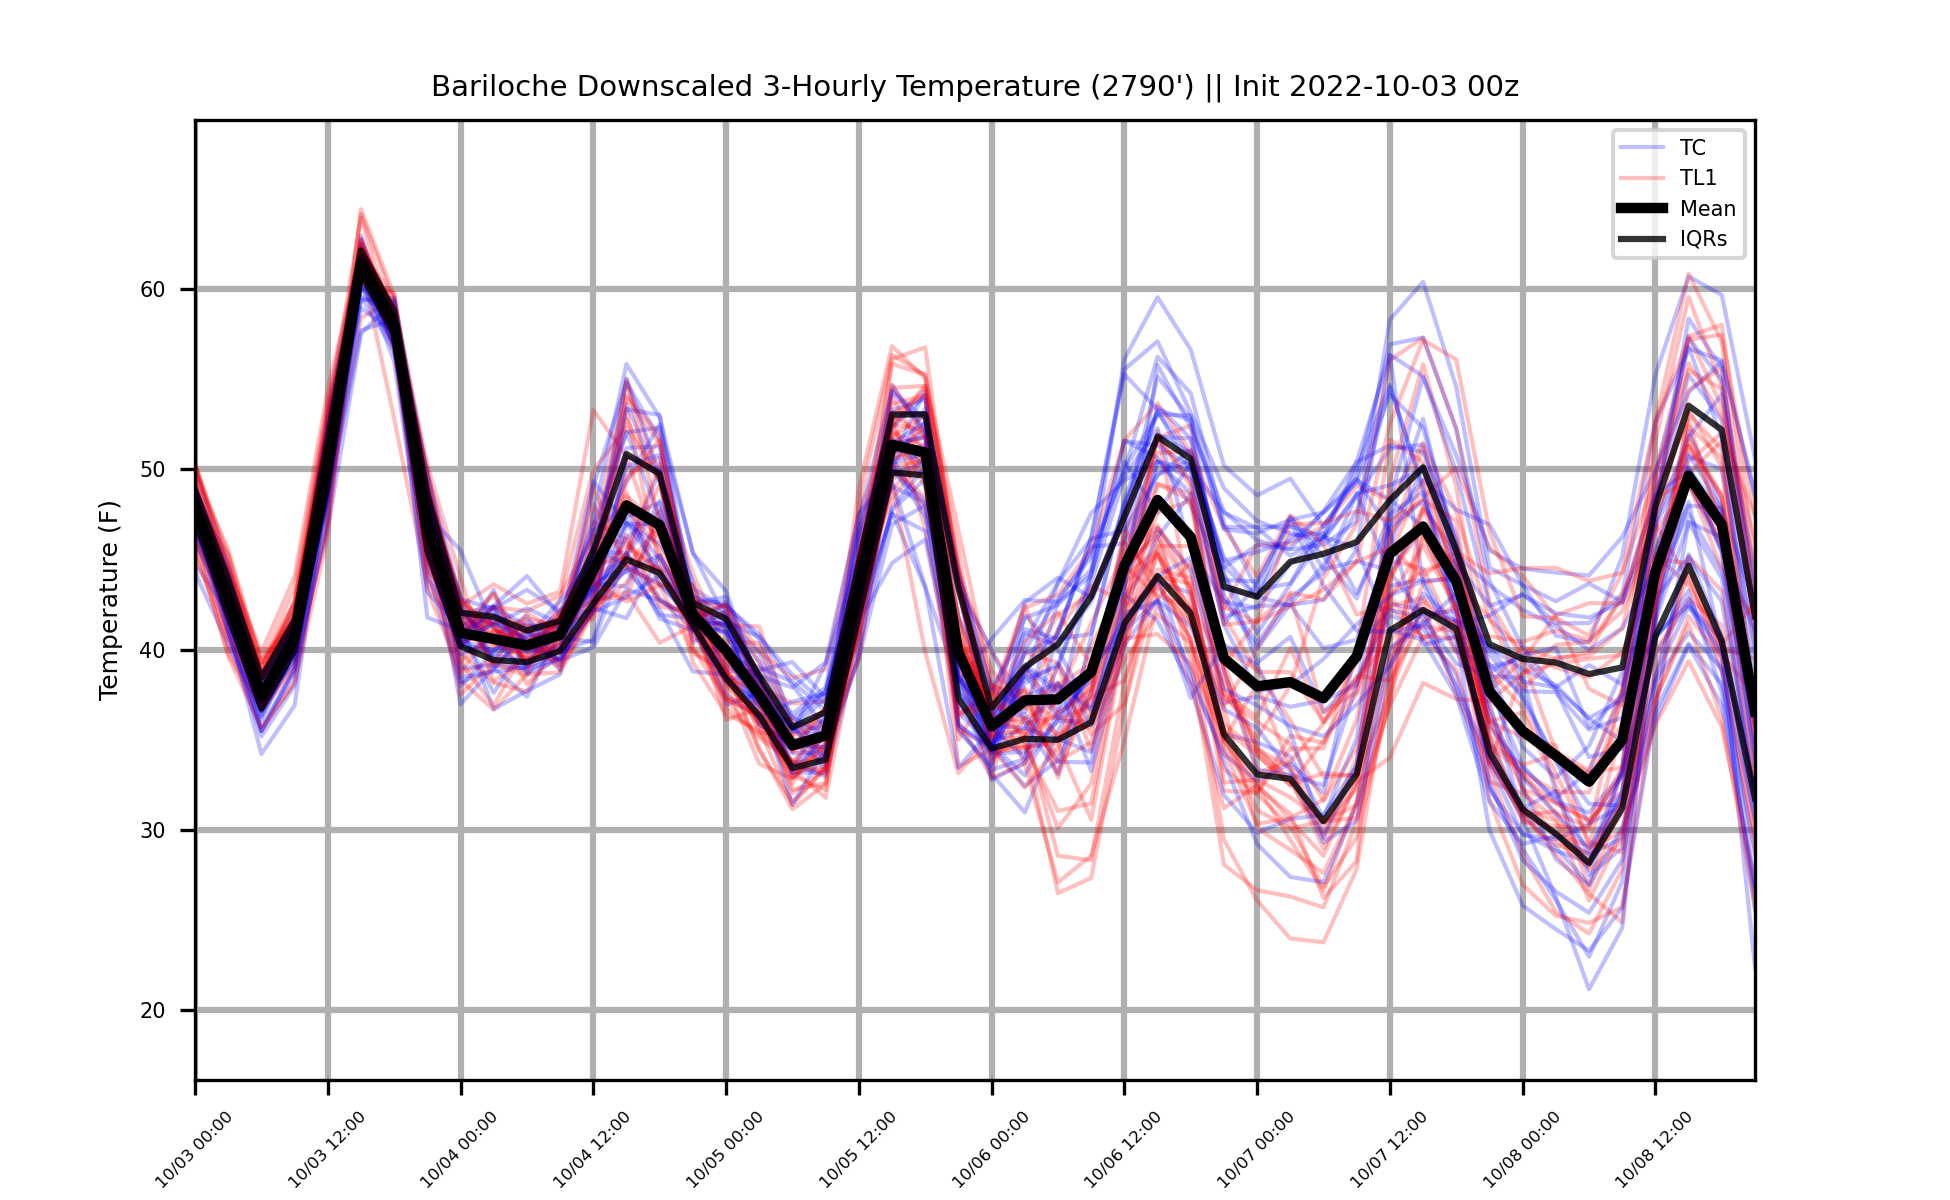 Bariloche Downscaled 3-Hourly Temperature (2790') || Init 2022-10-03 00z
TC
TL1
Mean
IQRs
Temperature (F)
60
50
40
30
20
10/03 00:00
10/03 12:00
10/04 00:00
10/04 12:00
10/05 00:00
10/05 12:00
10/06 00:00
10/06 12:00
10/07 00:00
10/07 12:00
10/08 00:00
10/08 12:00